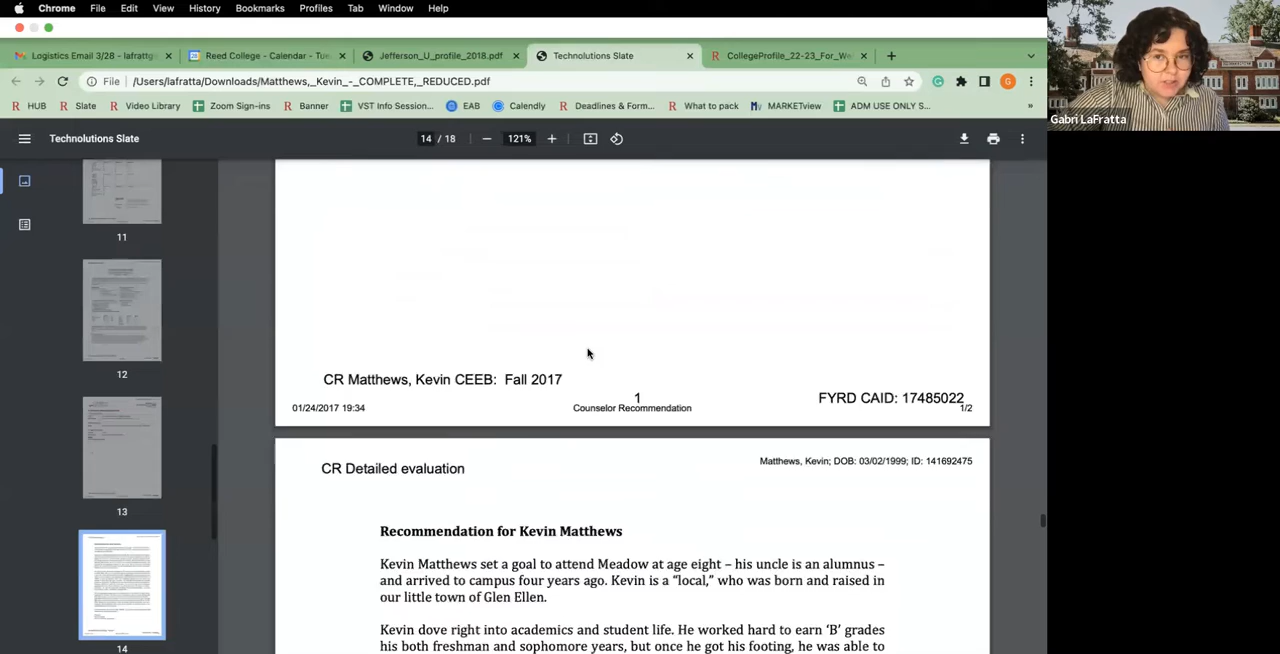 Chrome File Edit View History Bookmarks Profiles Tab Window Help
Logistics Email 3/28 - lafrattg Reed College - Calendar - Tue Jefferson_U_profile_2018.pdf Technolutions Slate CollegeProfile_22-23_For_We
File /Users/lafratta/Downloads/Matthews,_Kevin_-_COMPLETE,_REDUCED.pdf G
HUB Slate Video Library Zoom Sign-ins Banner VST Info Session... EAB Calendly Deadlines & Form... What to pack MARKETview ADM USE ONLY S... »
Gabri LaFratta
Technolutions Slate 14 / 18 121%
11
12
13
14
CR Matthews, Kevin CEEB: Fall 2017
1
FYRD CAID: 17485022
01/24/2017 19:34 Counselor Recommendation 1/2
CR Detailed evaluation Matthews, Kevin; DOB: 03/02/1999; ID: 141692475
Recommendation for Kevin Matthews
Kevin Matthews set a goal to attend Meadow at age eight – his uncle is an alumnus –
and arrived on campus four years ago. Kevin is a “local,” who was born and raised in
our little town of Glen Ellen.
Kevin dove right into academics and student life. He worked hard to earn ‘B’ grades
his both freshman and sophomore years, but once he got his footing, he was able to